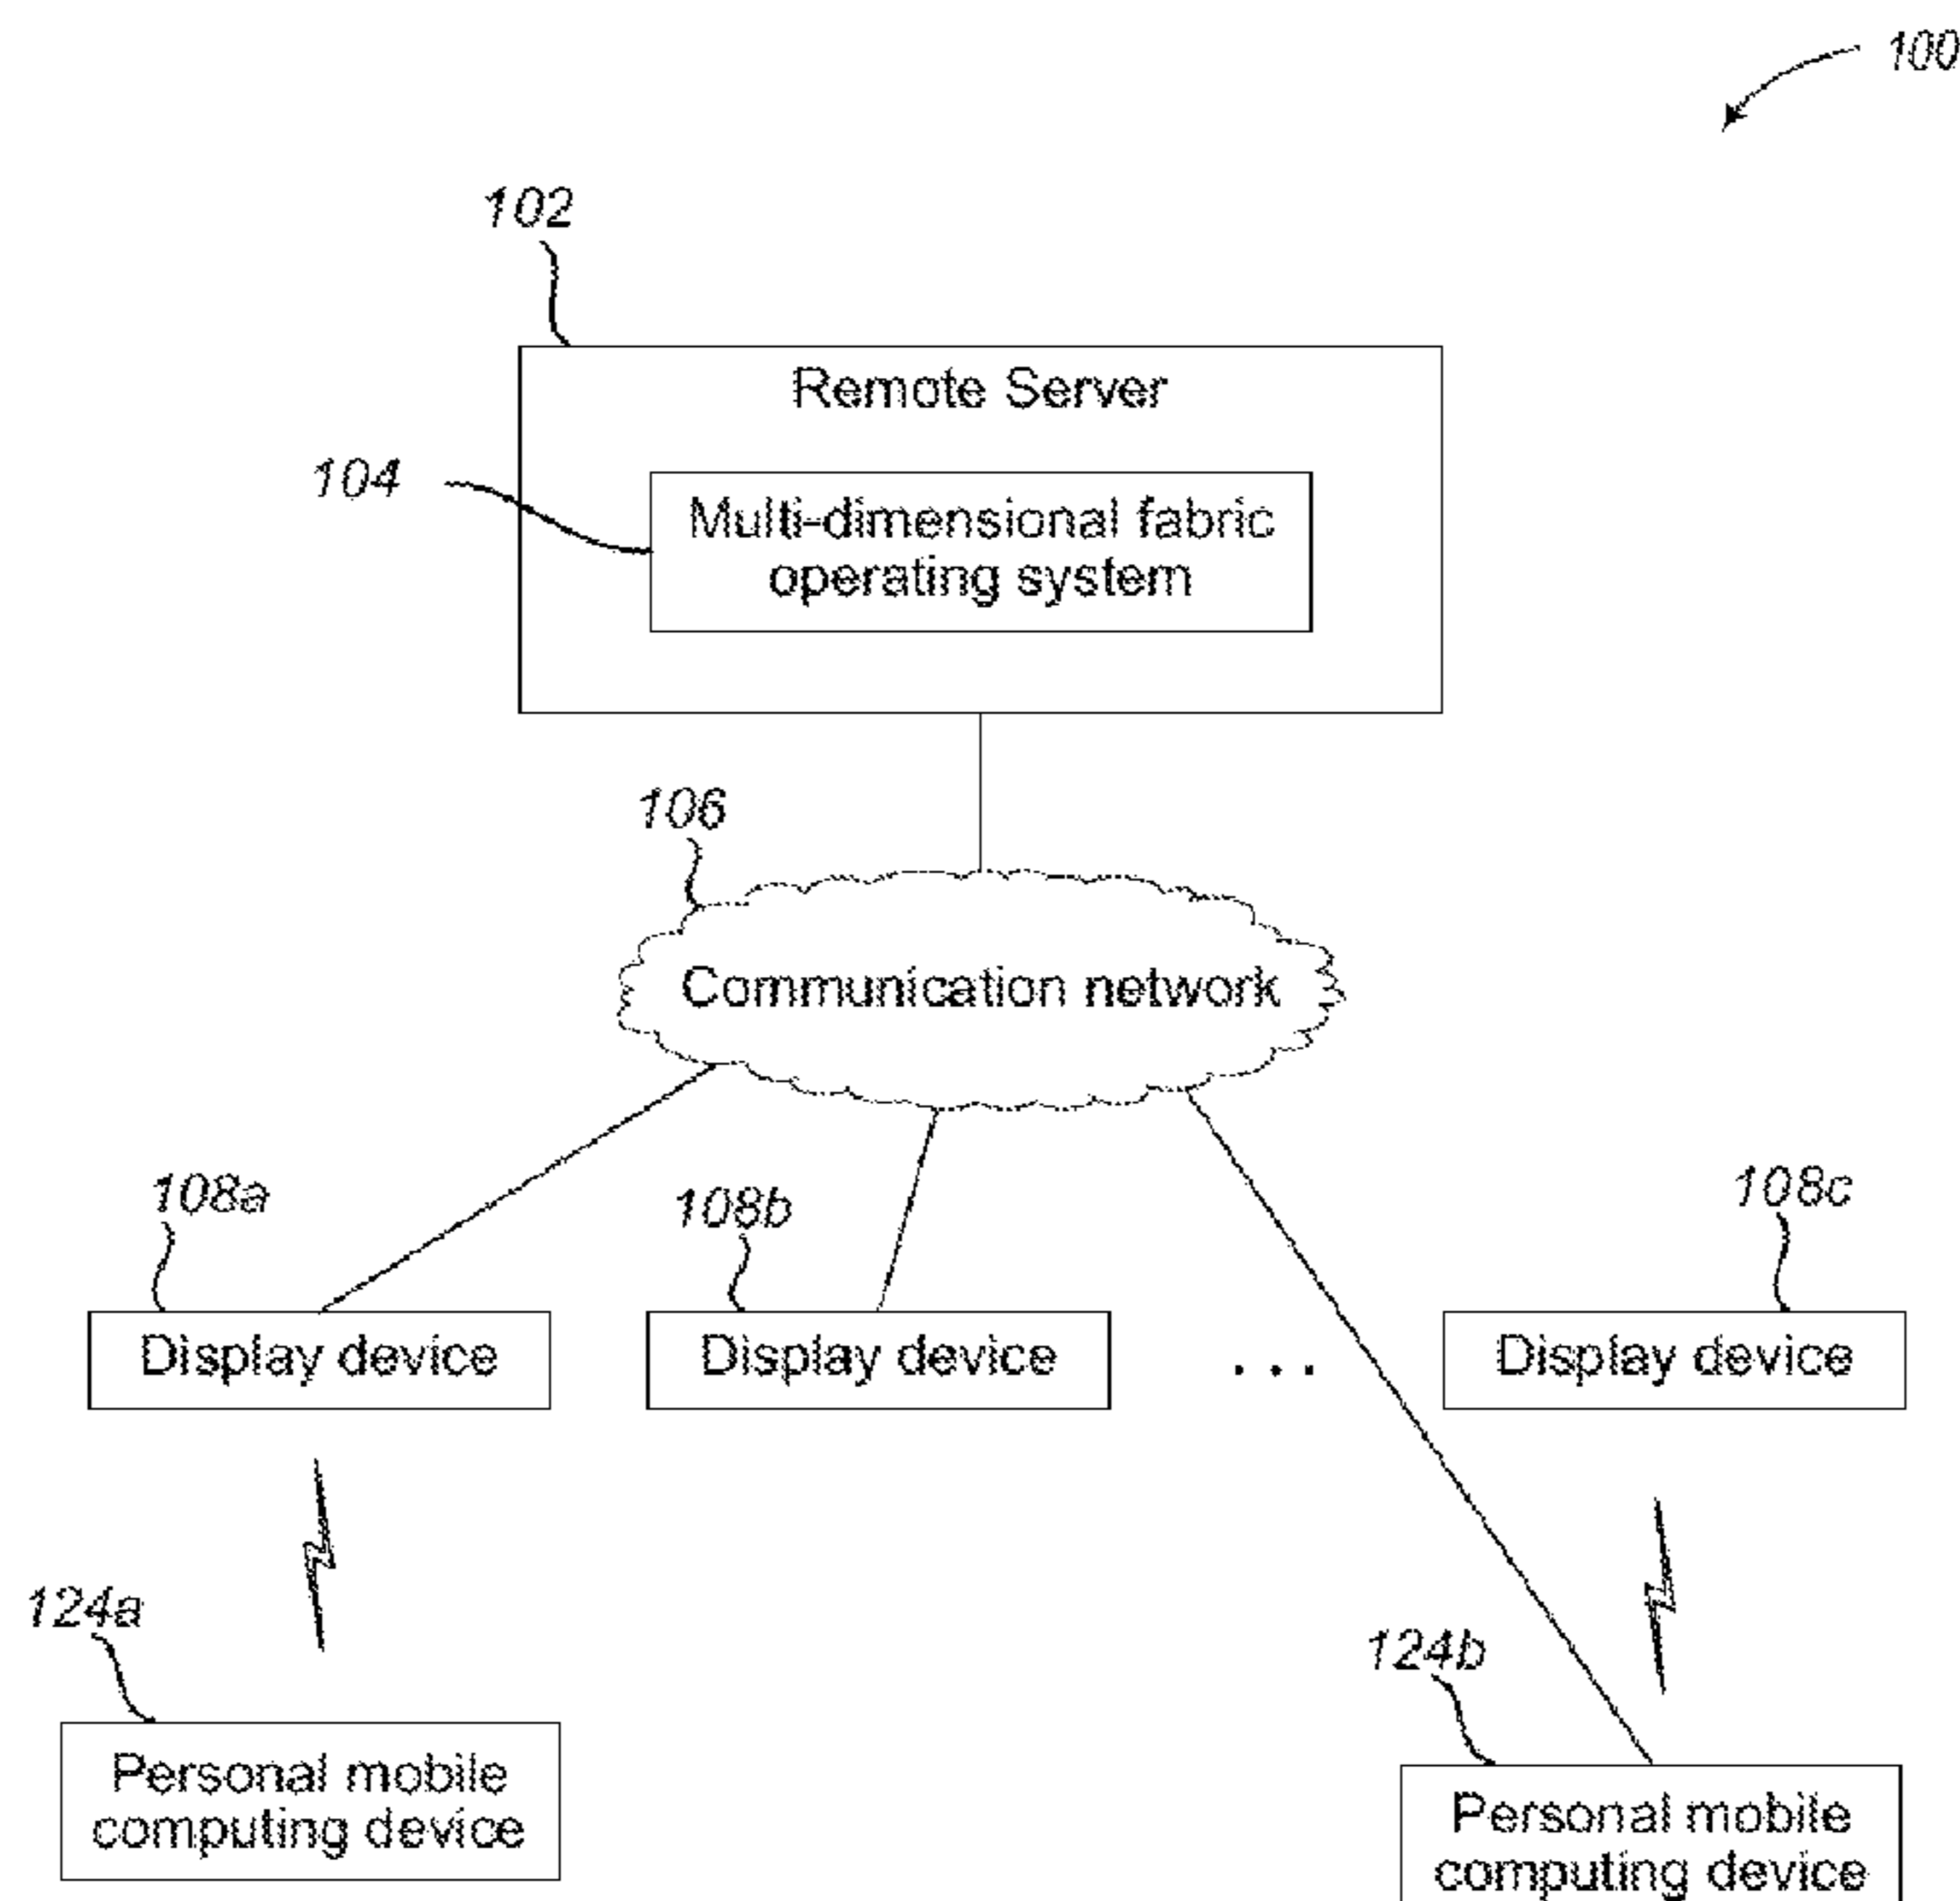 100
102
Remote Server
104
Multi-dimensional fabric
operating system
106
Communication network
108a
108b
108c
Display device
Display device
. . .
Display device
124a
124b
Personal mobile
computing device
Personal mobile
computing device